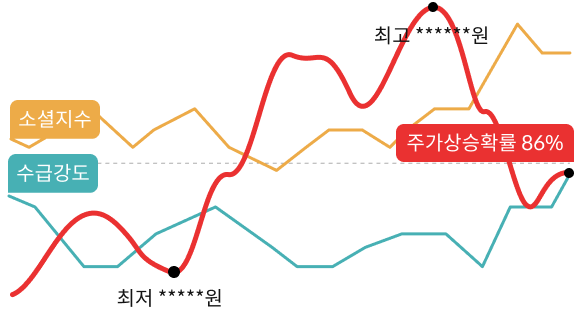 최고 ******원
소셜지수
주가상승확률 86%
수급강도
최저 *****원